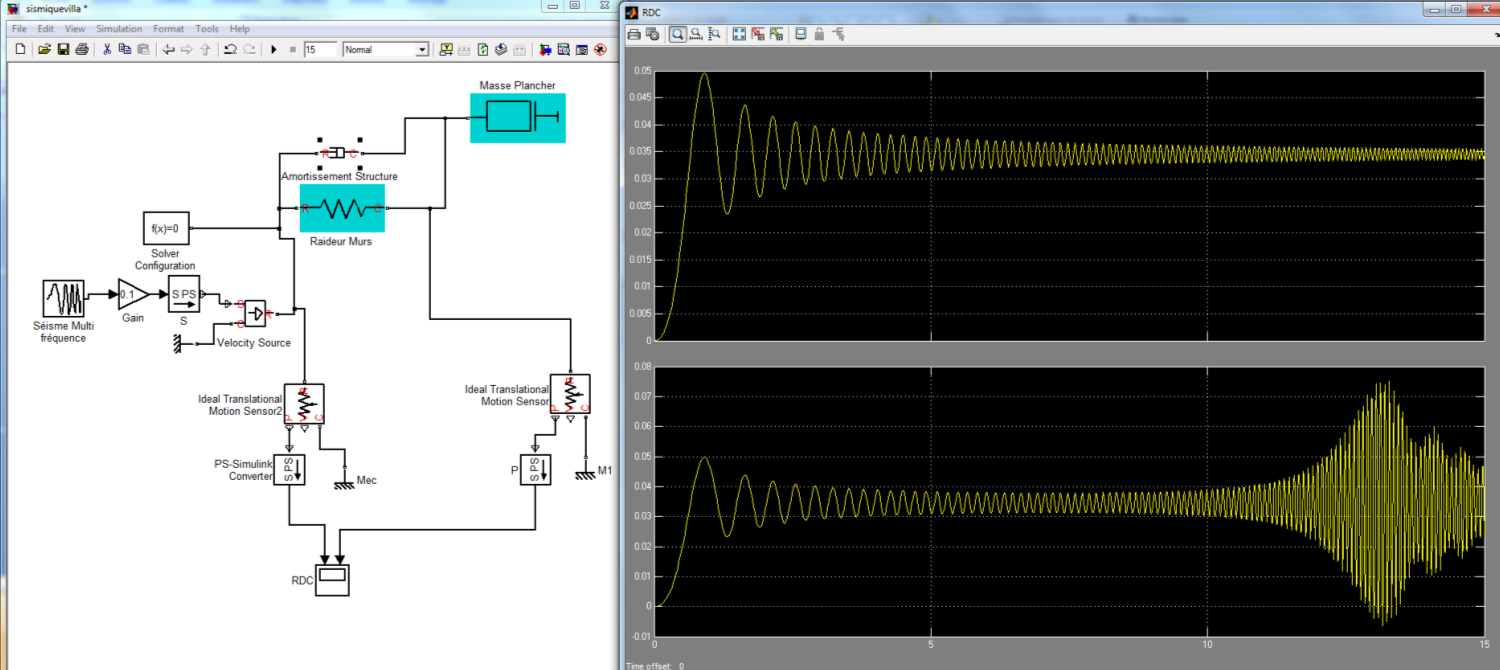 sismiquevilla *
File Edit View Simulation Format Tools Help
15
Normal
Masse Plancher
R C
Amortissement Structure
R C
Raideur Murs
f(x)=0
Solver
Configuration
0.1
S PS
Gain
S
Séisme Multi
fréquence
S
C
R
Velocity Source
Ideal Translational
Motion Sensor2
R
P V C
Ideal Translational
Motion Sensor
R
P V C
PS-Simulink
Converter
S PS
Mec
P
S PS
M1
RDC
RDC
0.05
0.045
0.04
0.035
0.03
0.025
0.02
0.015
0.01
0.005
0
0.08
0.07
0.06
0.05
0.04
0.03
0.02
0.01
0
-0.01
0 5 10 15
Time offset: 0